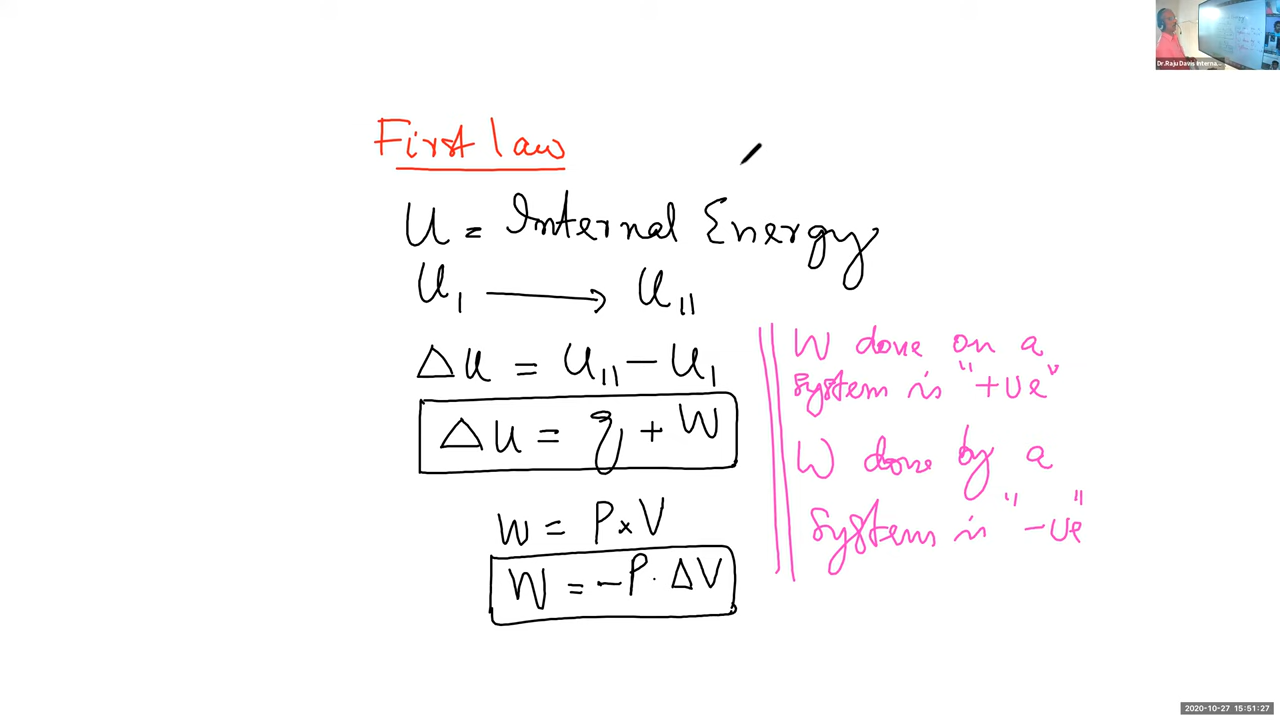 First law
U = Internal Energy
U₁ ⟶ U₁₁
ΔU = U₁₁ − U₁
ΔU = q + W
W = P × V
W = −P · ΔV
W done on a
system is "+ve"
W done by a
system is "−ve"
Dr.Raju Davis Interna...
2020-10-27 15:51:27